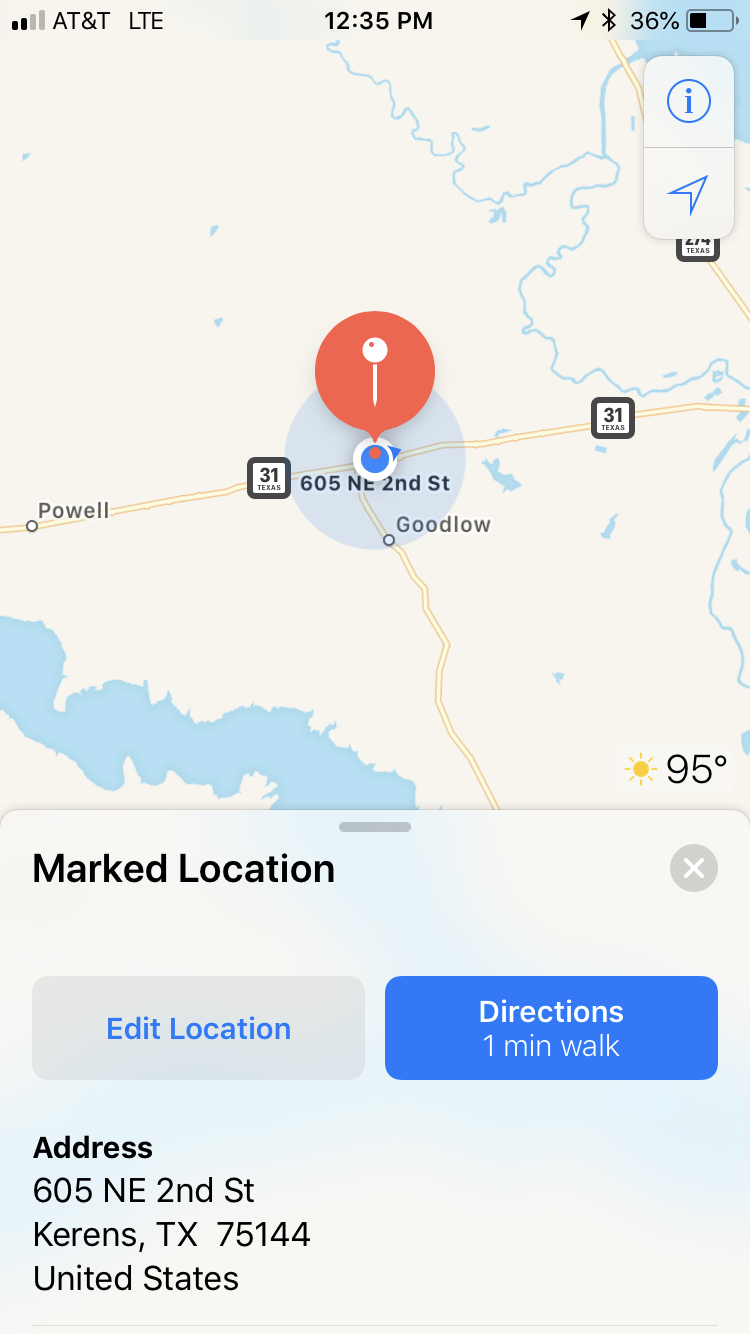 AT&T LTE 12:35 PM 36%
i
274
TEXAS
31
TEXAS
31
TEXAS
605 NE 2nd St
Powell
Goodlow
95°
Marked Location
Edit Location
Directions
1 min walk
Address
605 NE 2nd St
Kerens, TX 75144
United States